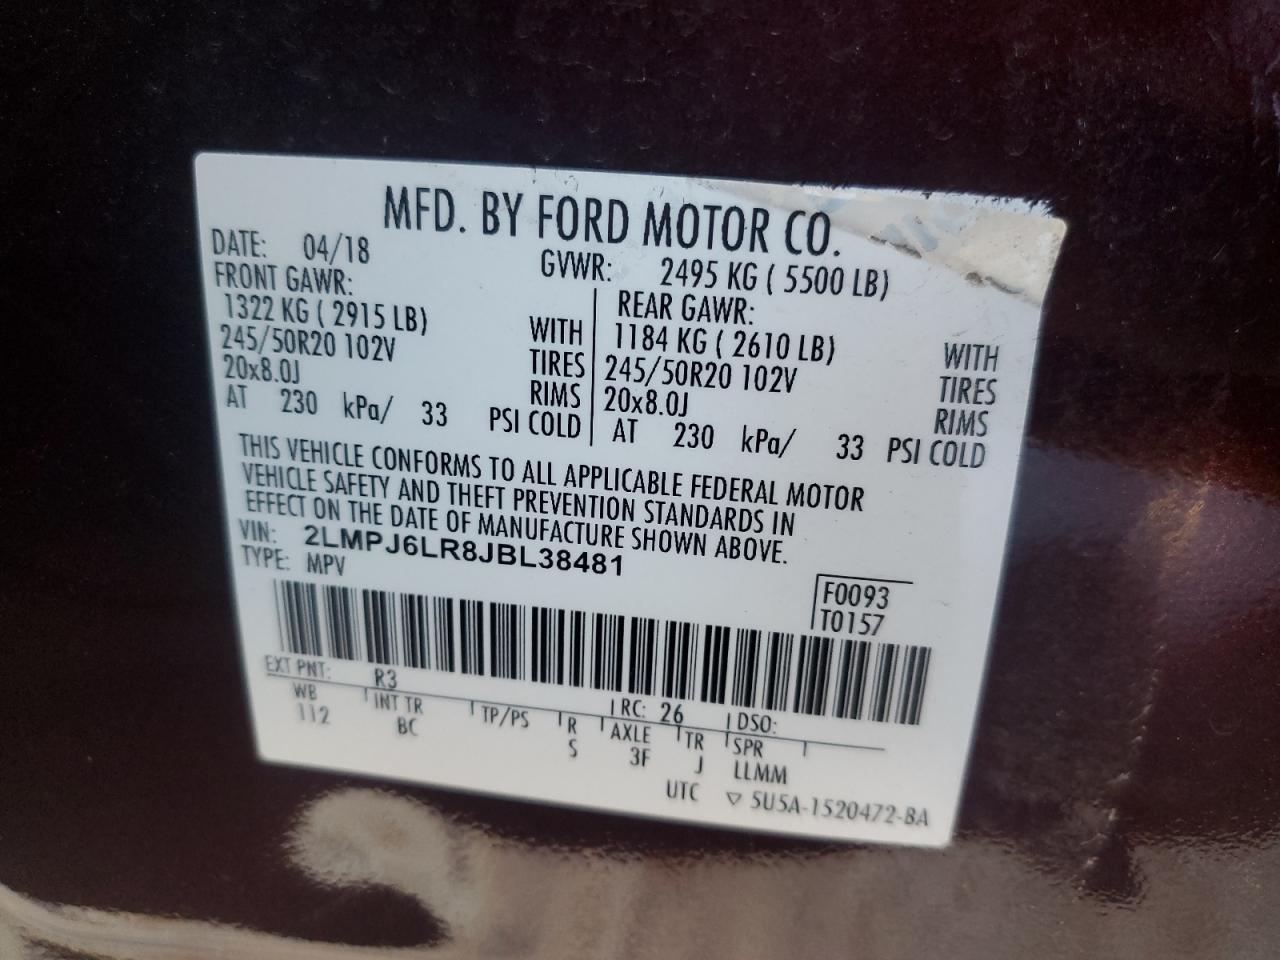 MFD. BY FORD MOTOR CO.
DATE: 04/18 GVWR: 2495 KG ( 5500 LB)
FRONT GAWR: REAR GAWR:
1322 KG ( 2915 LB) WITH 1184 KG ( 2610 LB) WITH
245/50R20 102V TIRES 245/50R20 102V TIRES
20x8.0J RIMS 20x8.0J RIMS
AT 230 kPa/ 33 PSI COLD AT 230 kPa/ 33 PSI COLD
THIS VEHICLE CONFORMS TO ALL APPLICABLE FEDERAL MOTOR
VEHICLE SAFETY AND THEFT PREVENTION STANDARDS IN
EFFECT ON THE DATE OF MANUFACTURE SHOWN ABOVE.
VIN: 2LMPJ6LR8JBL38481
TYPE: MPV
F0093
T0157
EXT PNT: R3 RC: 26 DSO:
WB INT TR TP/PS R AXLE TR SPR
112 BC S 3F J LLMM
UTC ▽ 5U5A-1520472-BA